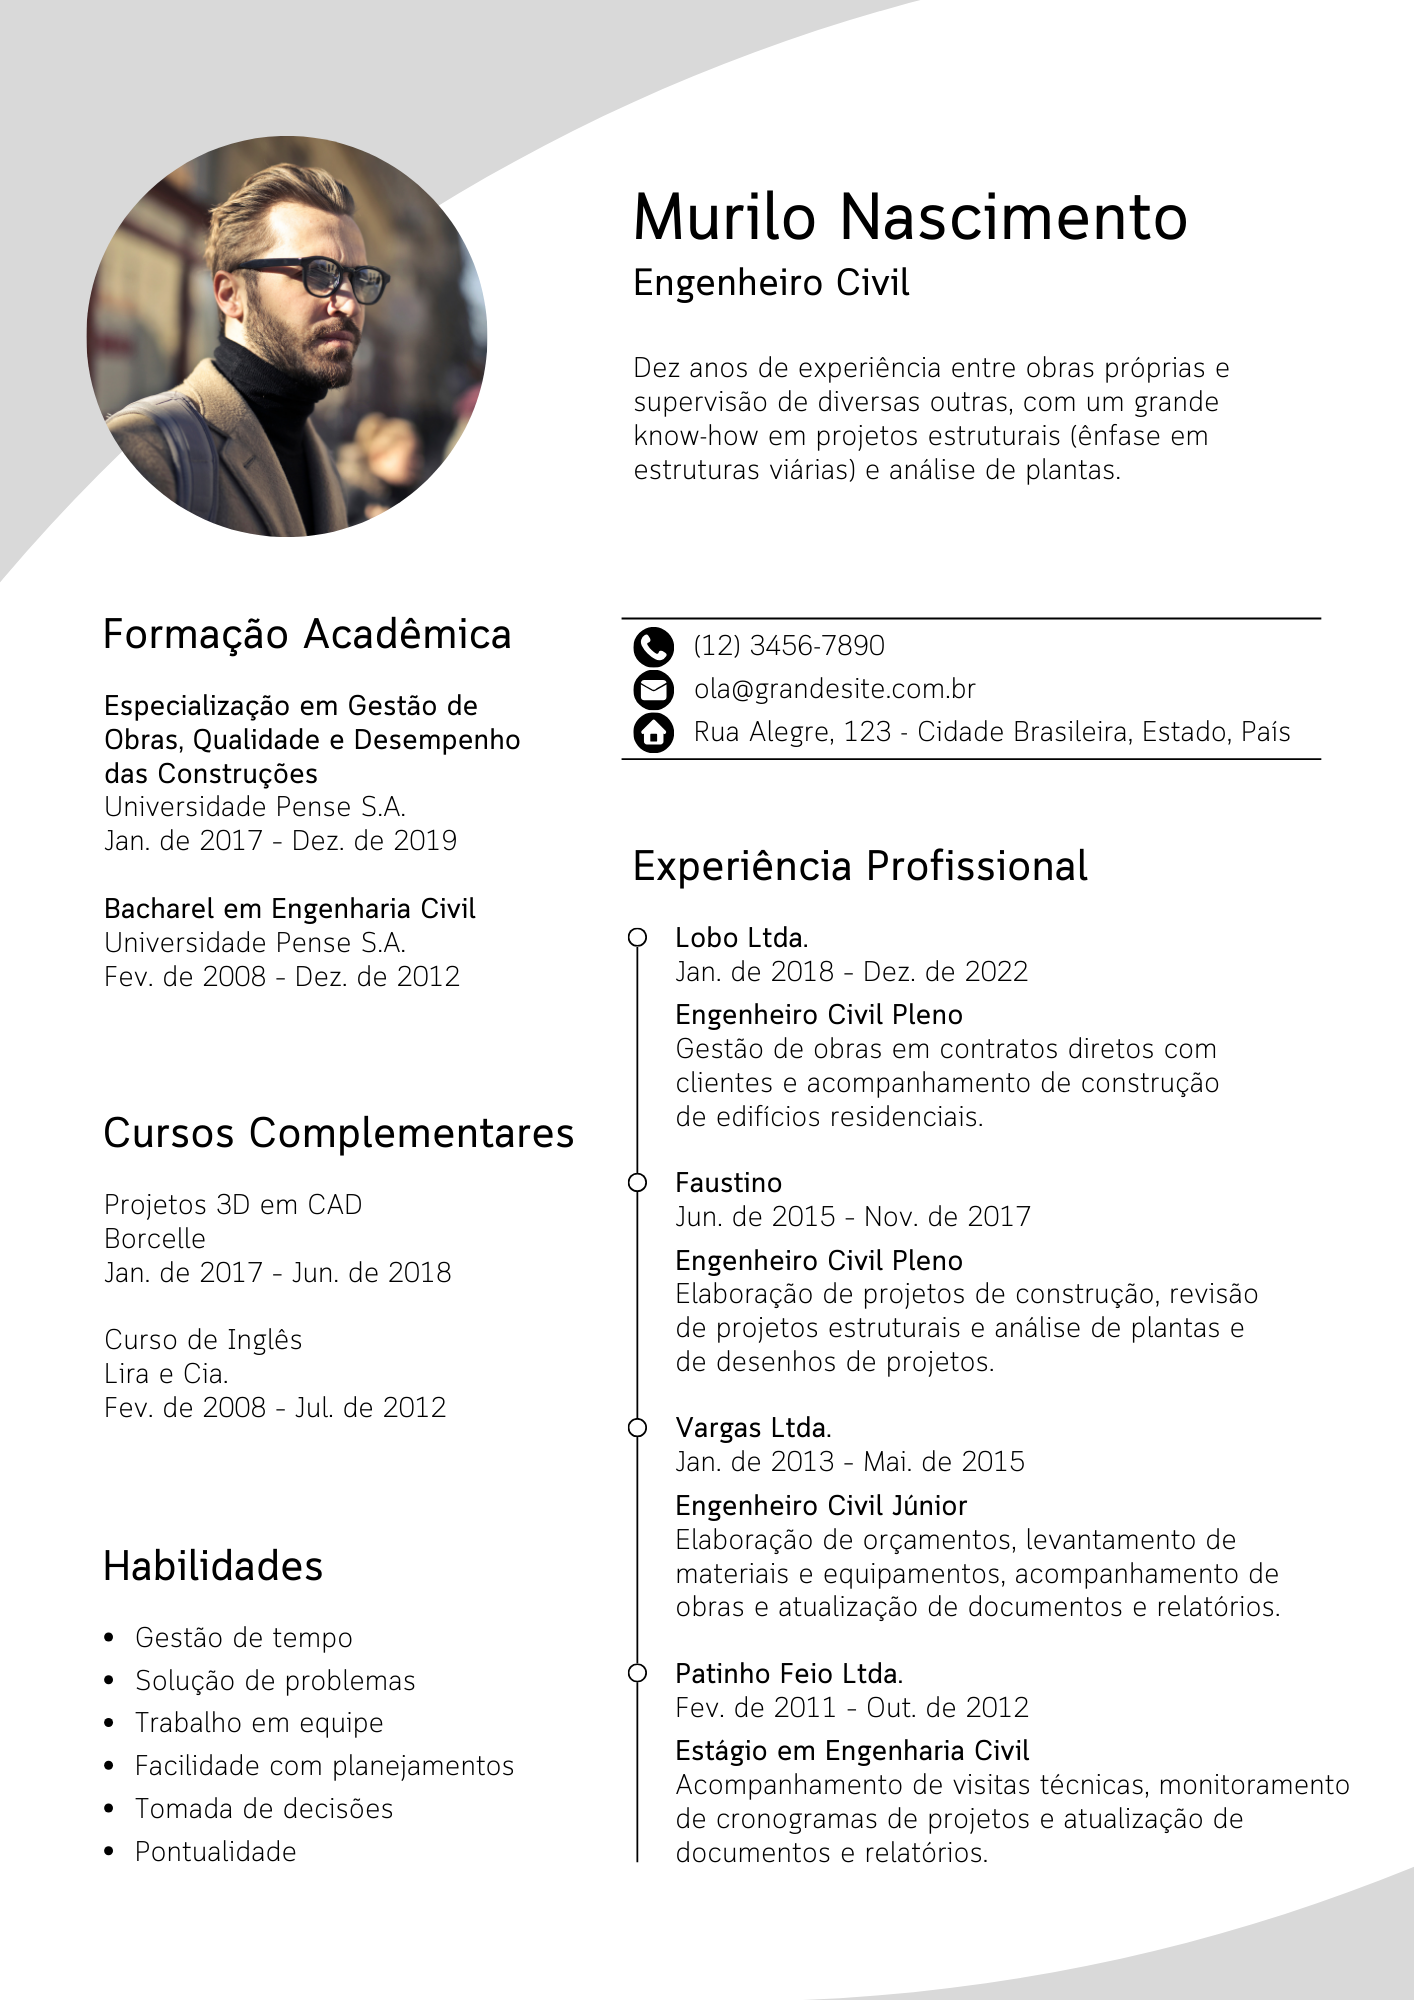 Murilo Nascimento
Engenheiro Civil
Dez anos de experiência entre obras próprias e
supervisão de diversas outras, com um grande
know-how em projetos estruturais (ênfase em
estruturas viárias) e análise de plantas.
(12) 3456-7890
ola@grandesite.com.br
Rua Alegre, 123 - Cidade Brasileira, Estado, País
Formação Acadêmica
Especialização em Gestão de
Obras, Qualidade e Desempenho
das Construções
Universidade Pense S.A.
Jan. de 2017 - Dez. de 2019
Bacharel em Engenharia Civil
Universidade Pense S.A.
Fev. de 2008 - Dez. de 2012
Cursos Complementares
Projetos 3D em CAD
Borcelle
Jan. de 2017 - Jun. de 2018
Curso de Inglês
Lira e Cia.
Fev. de 2008 - Jul. de 2012
Habilidades
• Gestão de tempo
• Solução de problemas
• Trabalho em equipe
• Facilidade com planejamentos
• Tomada de decisões
• Pontualidade
Experiência Profissional
Lobo Ltda.
Jan. de 2018 - Dez. de 2022
Engenheiro Civil Pleno
Gestão de obras em contratos diretos com
clientes e acompanhamento de construção
de edifícios residenciais.
Faustino
Jun. de 2015 - Nov. de 2017
Engenheiro Civil Pleno
Elaboração de projetos de construção, revisão
de projetos estruturais e análise de plantas e
de desenhos de projetos.
Vargas Ltda.
Jan. de 2013 - Mai. de 2015
Engenheiro Civil Júnior
Elaboração de orçamentos, levantamento de
materiais e equipamentos, acompanhamento de
obras e atualização de documentos e relatórios.
Patinho Feio Ltda.
Fev. de 2011 - Out. de 2012
Estágio em Engenharia Civil
Acompanhamento de visitas técnicas, monitoramento
de cronogramas de projetos e atualização de
documentos e relatórios.